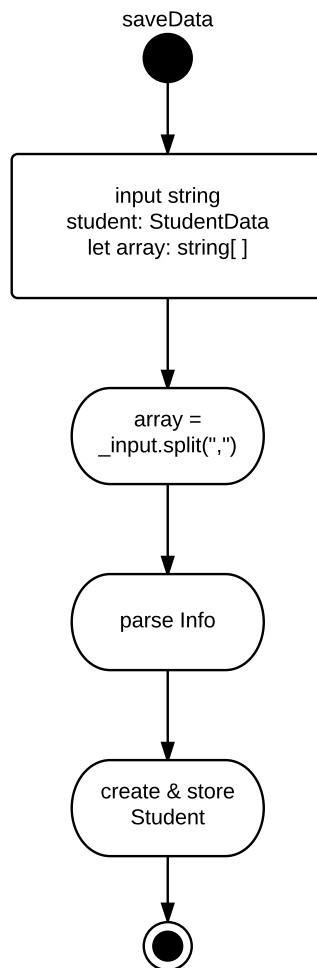 saveData
input string
student: StudentData
let array: string[ ]
array =
_input.split(",")
parse Info
create & store
Student